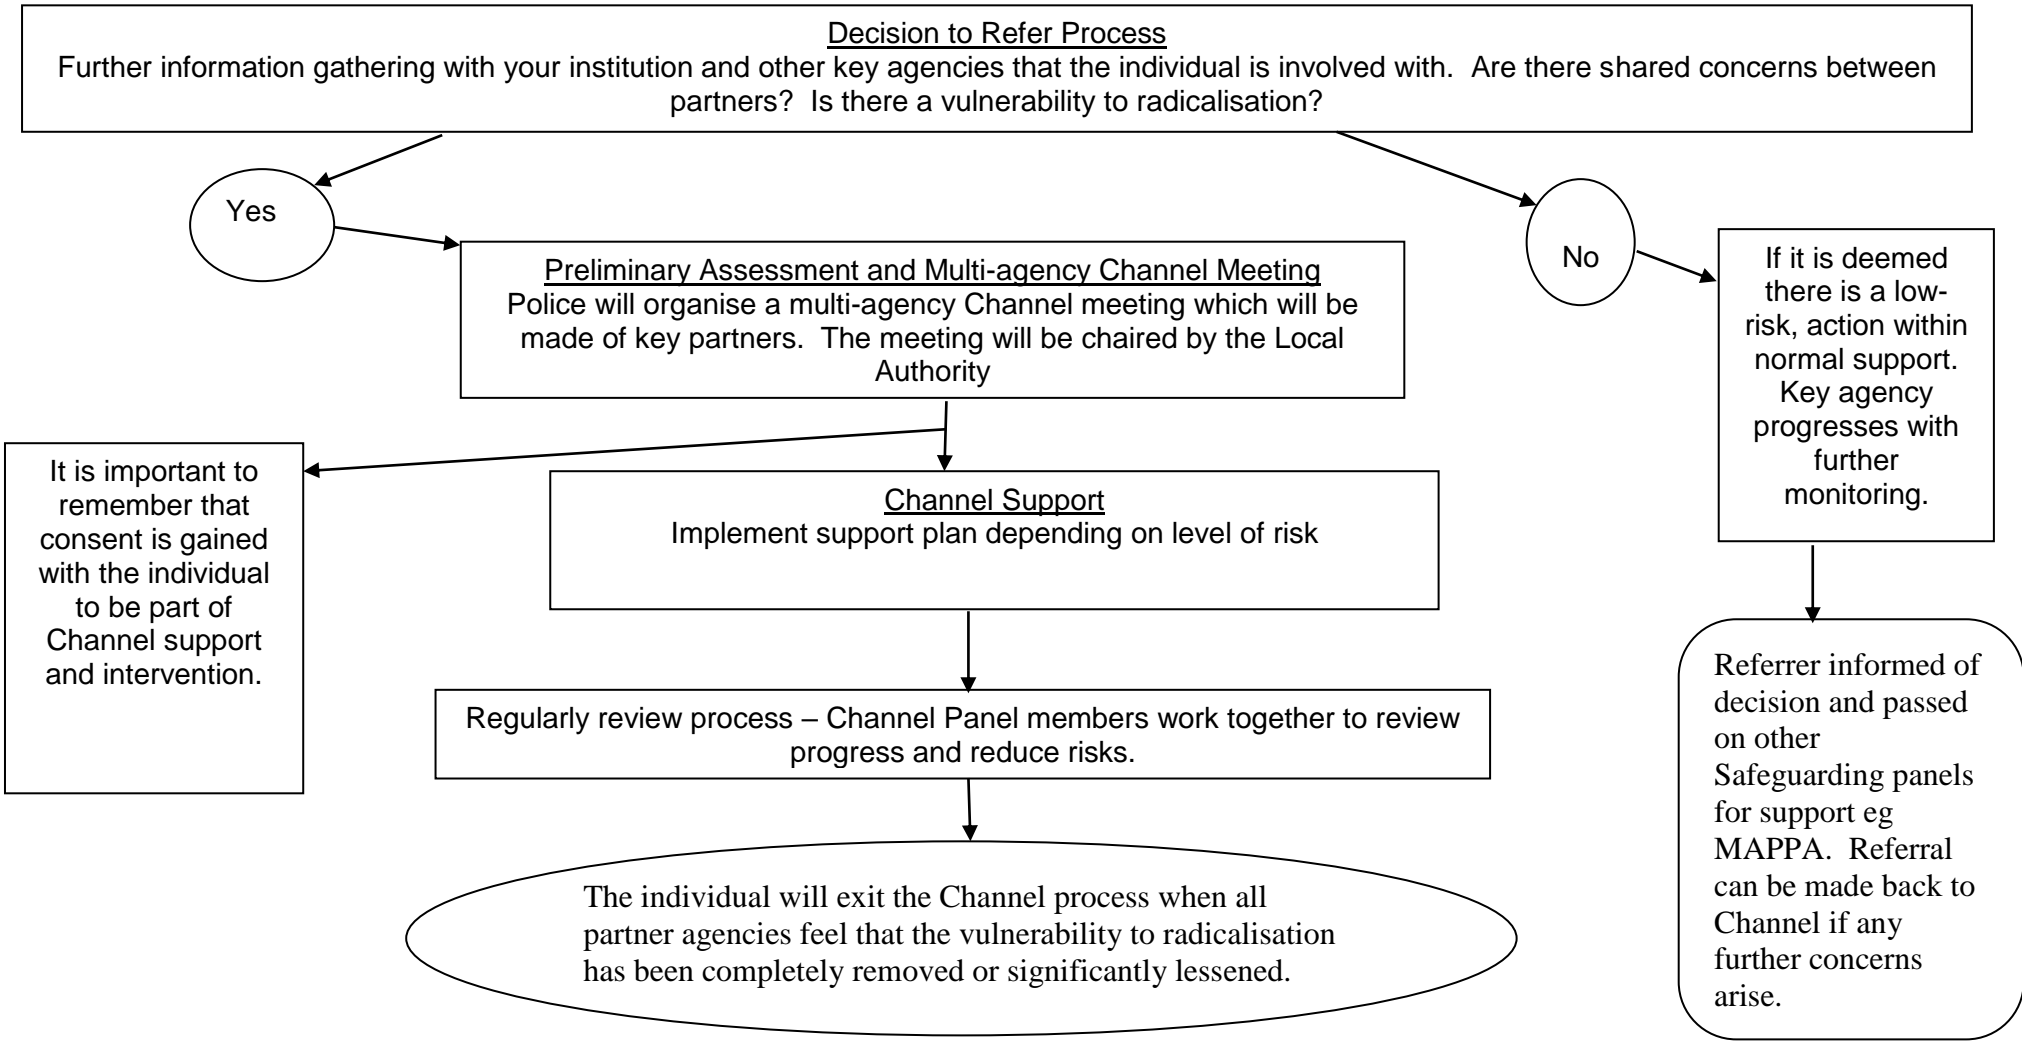 Decision to Refer Process
Further information gathering with your institution and other key agencies that the individual is involved with.  Are there shared concerns between
partners?  Is there a vulnerability to radicalisation?
Yes
No
Preliminary Assessment and Multi-agency Channel Meeting
Police will organise a multi-agency Channel meeting which will be
made of key partners.  The meeting will be chaired by the Local
Authority
If it is deemed
there is a low-
risk, action within
normal support.
Key agency
progresses with
further
monitoring.
It is important to
remember that
consent is gained
with the individual
to be part of
Channel support
and intervention.
Channel Support
Implement support plan depending on level of risk
Regularly review process – Channel Panel members work together to review
progress and reduce risks.
Referrer informed of
decision and passed
on other
Safeguarding panels
for support eg
MAPPA.  Referral
can be made back to
Channel if any
further concerns
arise.
The individual will exit the Channel process when all
partner agencies feel that the vulnerability to radicalisation
has been completely removed or significantly lessened.